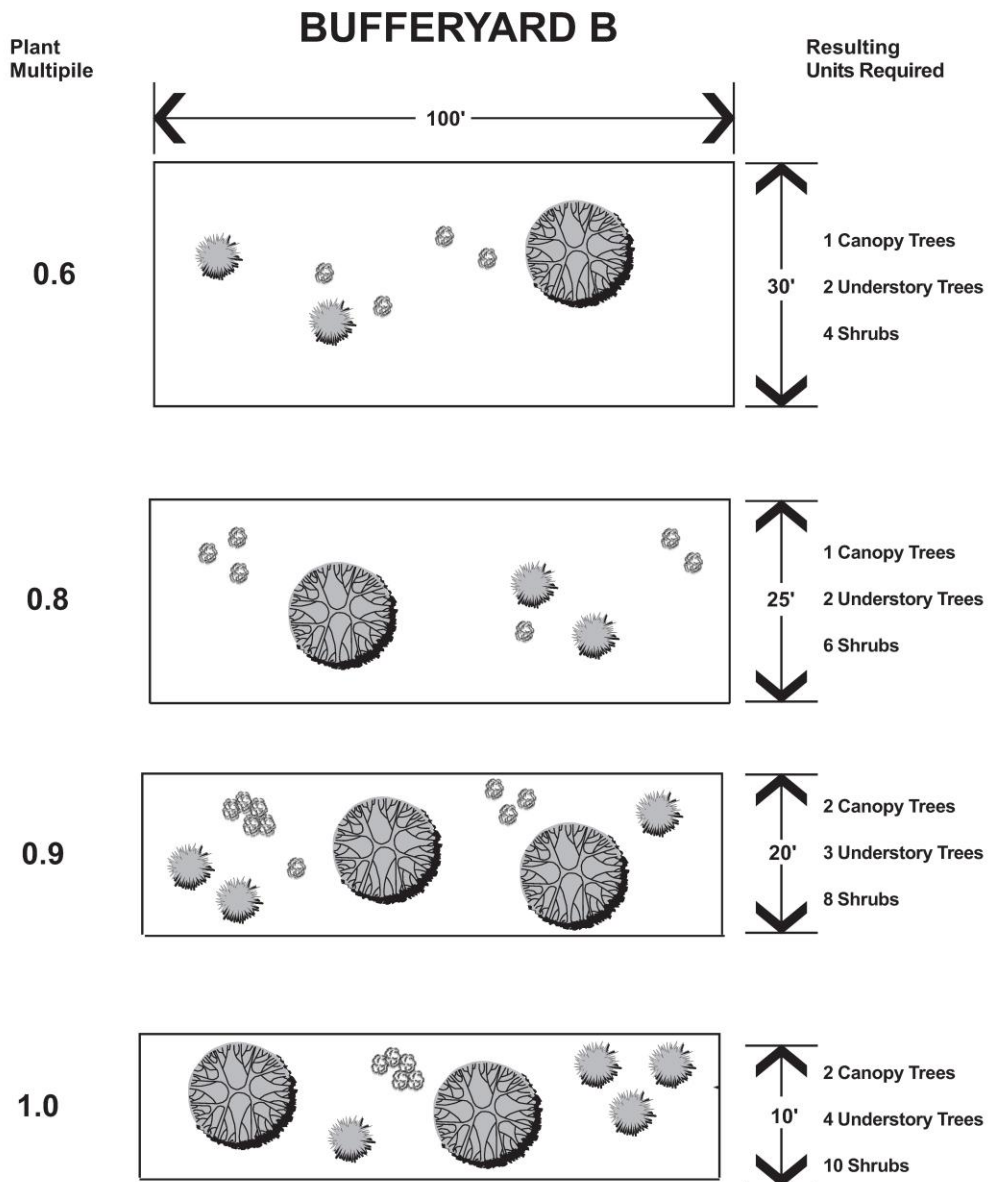 BUFFERYARD B
Plant
Multipile
Resulting
Units Required
100'
0.6
30'
1 Canopy Trees
2 Understory Trees
4 Shrubs
0.8
25'
1 Canopy Trees
2 Understory Trees
6 Shrubs
0.9
20'
2 Canopy Trees
3 Understory Trees
8 Shrubs
1.0
10'
2 Canopy Trees
4 Understory Trees
10 Shrubs